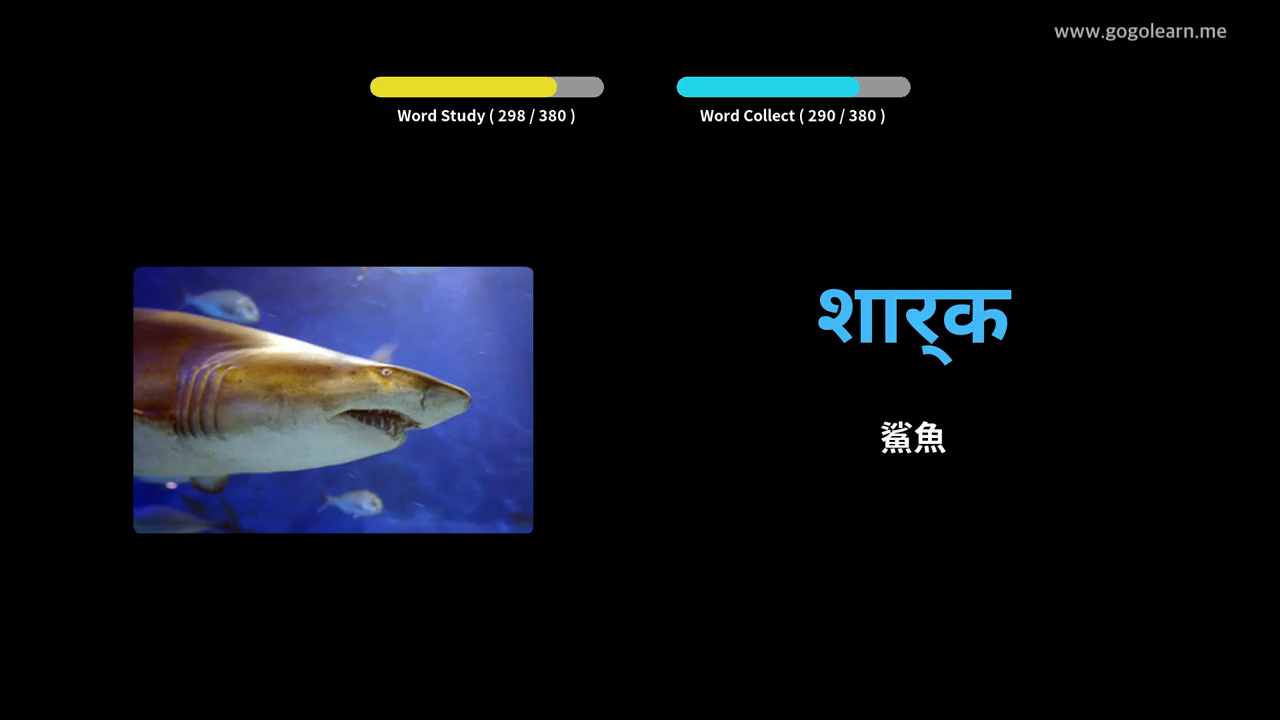 www.gogolearn.me
Word Study ( 298 / 380 )
Word Collect ( 290 / 380 )
शार्‌क
鯊魚